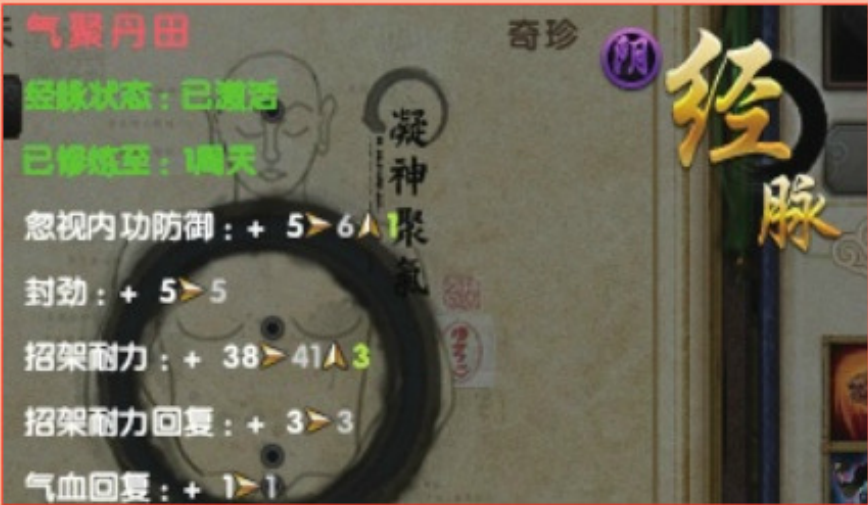 气聚丹田
奇珍
阴
经脉
经脉状态：已激活
已修炼至：1周天
凝神聚氣
忽视内功防御：+ 5➤6▲1
封劲：+ 5➤5
招架耐力：+ 38➤41▲3
招架耐力回复：+ 3➤3
气血回复：+ 1➤1